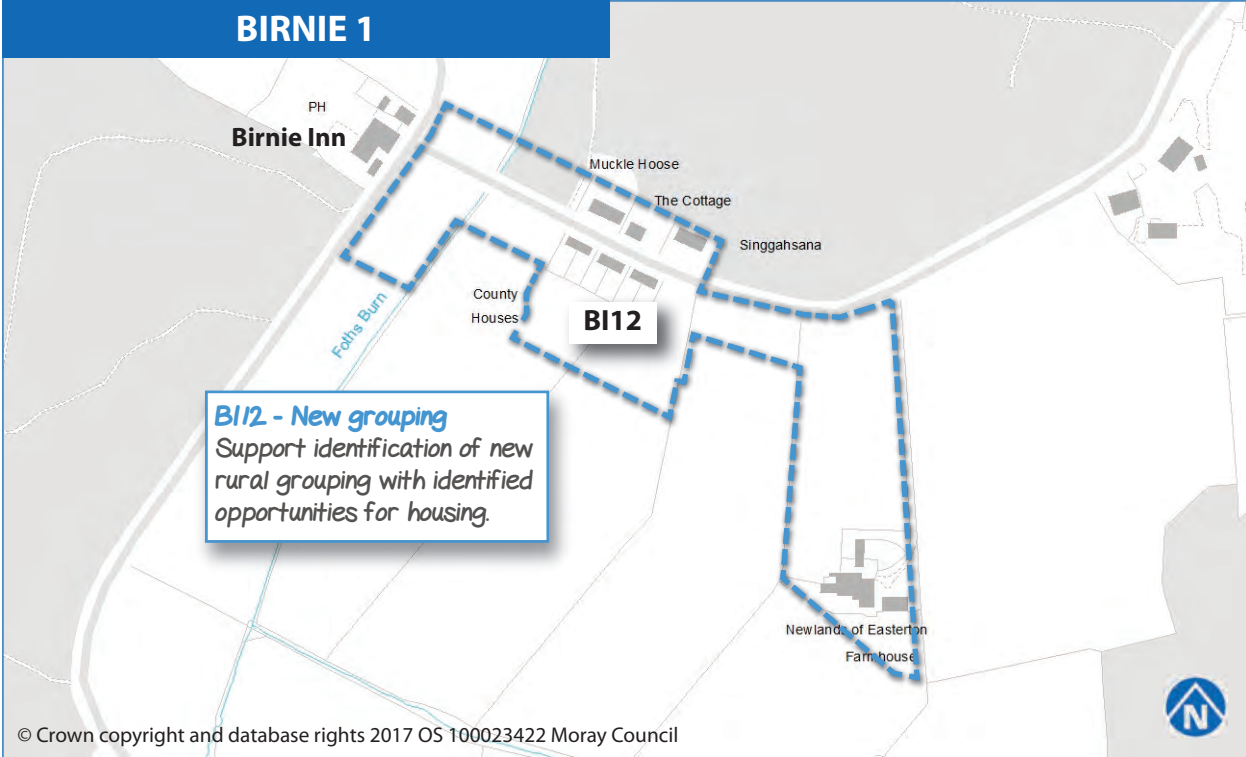 BIRNIE 1
PH
Birnie Inn
Muckle Hoose
The Cottage
Singgahsana
County
Houses
BI12
Foths Burn
BI12 - New grouping
Support identification of new
rural grouping with identified
opportunities for housing.
Newlands of Easterton
Farmhouse
N
© Crown copyright and database rights 2017 OS 100023422 Moray Council